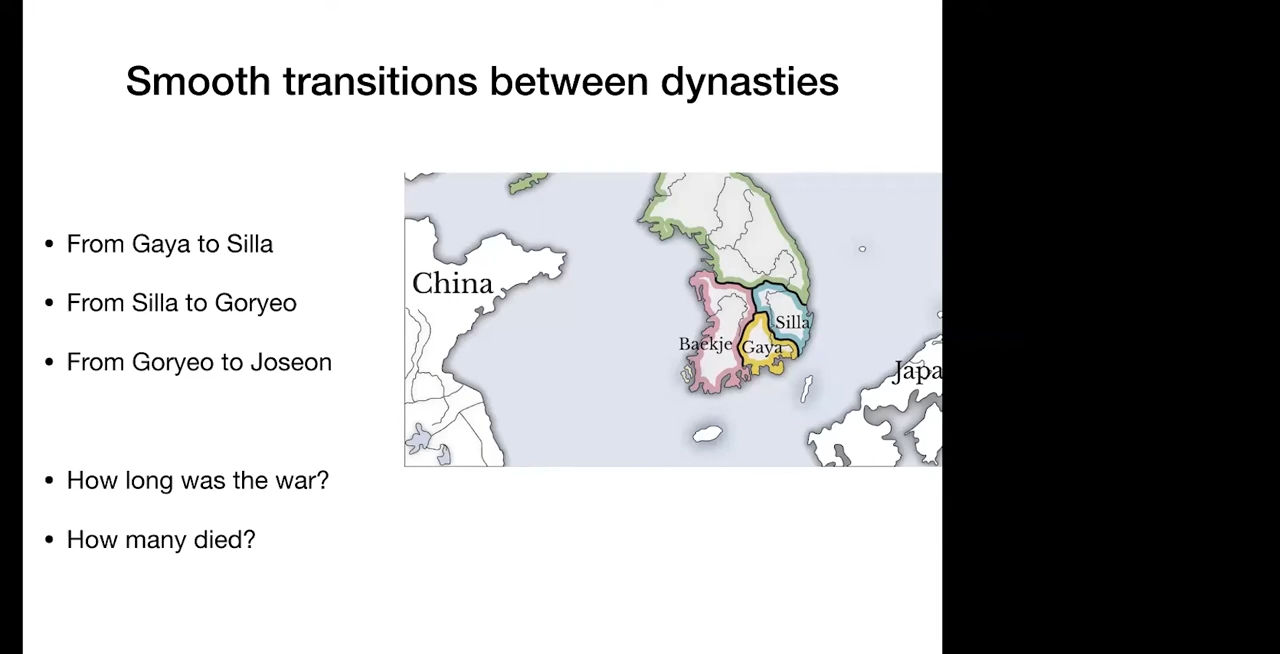 Smooth transitions between dynasties
• From Gaya to Silla
• From Silla to Goryeo
• From Goryeo to Joseon
• How long was the war?
• How many died?
China
Silla
Baekje
Gaya
Japa